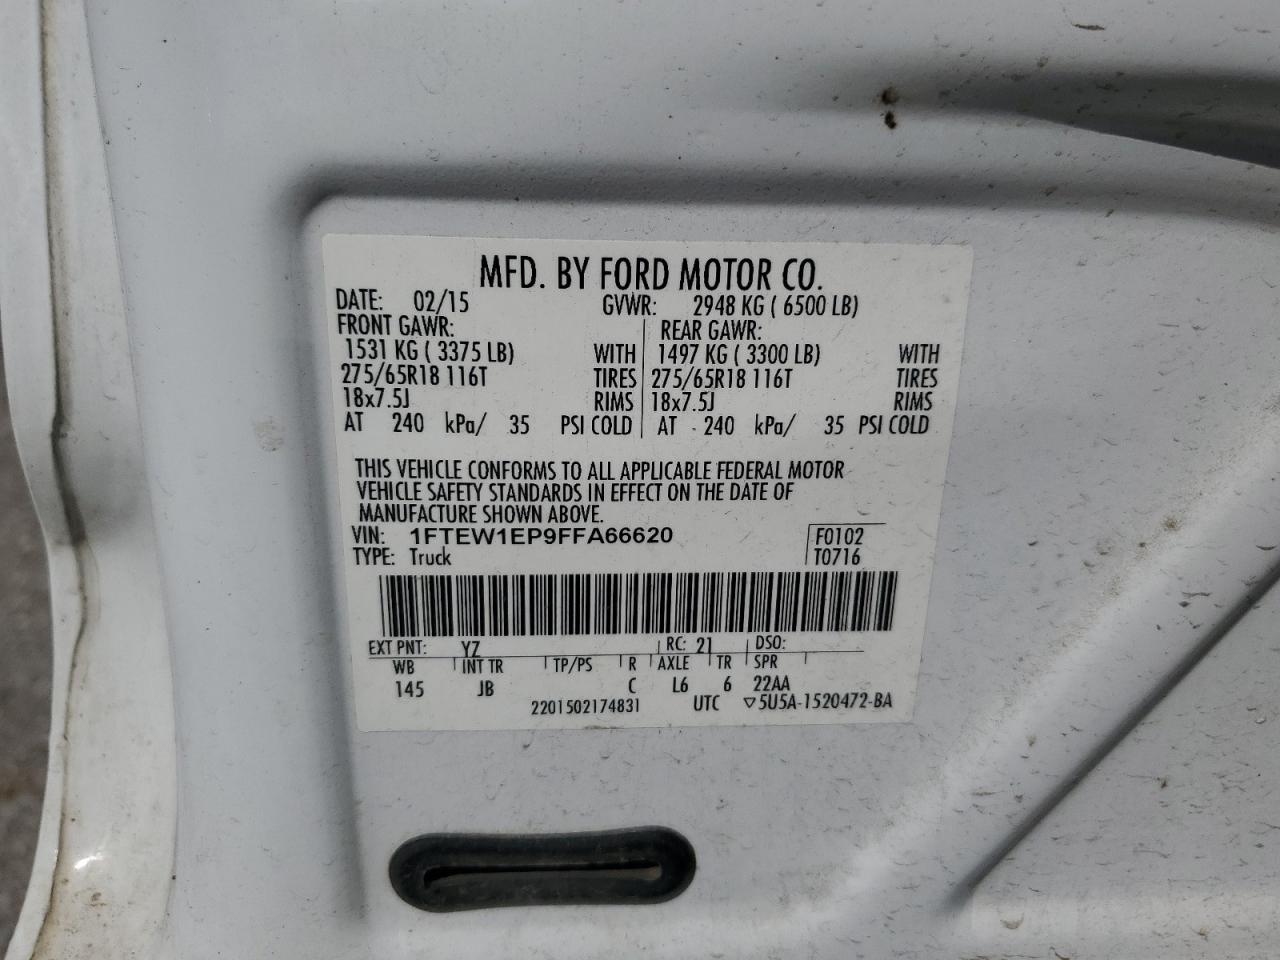 MFD. BY FORD MOTOR CO.
DATE: 02/15 GVWR: 2948 KG ( 6500 LB)
FRONT GAWR: REAR GAWR:
1531 KG ( 3375 LB) WITH 1497 KG ( 3300 LB) WITH
275/65R18 116T TIRES 275/65R18 116T TIRES
18x7.5J RIMS 18x7.5J RIMS
AT 240 kPa/ 35 PSI COLD AT 240 kPa/ 35 PSI COLD
THIS VEHICLE CONFORMS TO ALL APPLICABLE FEDERAL MOTOR
VEHICLE SAFETY STANDARDS IN EFFECT ON THE DATE OF
MANUFACTURE SHOWN ABOVE.
VIN: 1FTEW1EP9FFA66620 F0102
TYPE: Truck T0716
EXT PNT: YZ RC: 21 DSO:
WB INT TR TP/PS R AXLE TR SPR
145 JB C L6 6 22AA
2201502174831 UTC ▽5U5A-1520472-BA